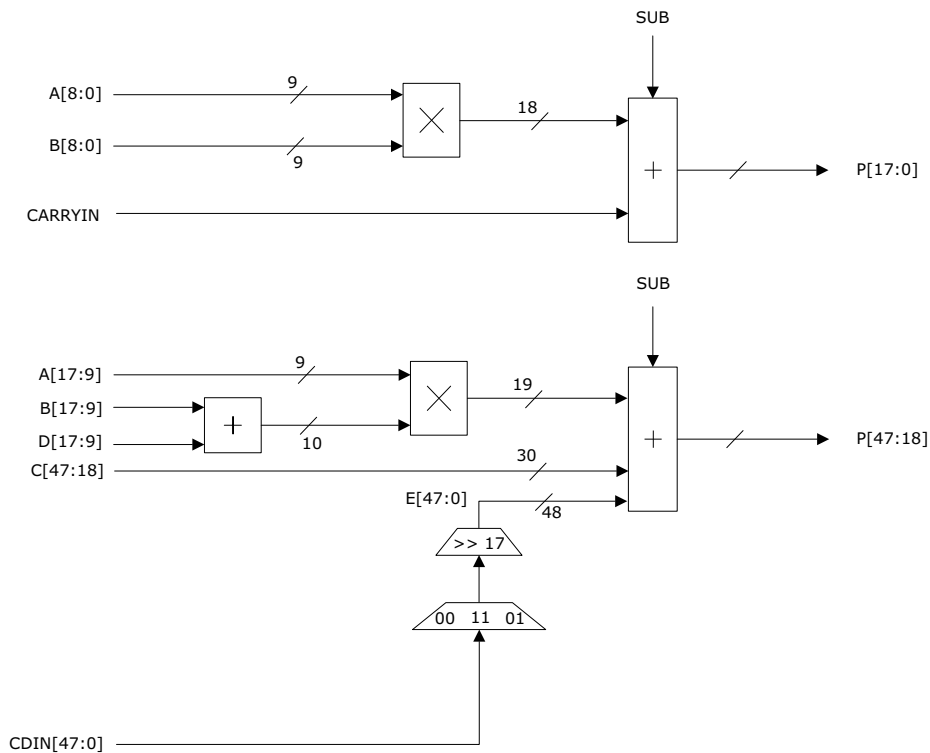 SUB
A[8:0]
9
18
B[8:0]
9
+
P[17:0]
CARRYIN
SUB
A[17:9]
9
19
B[17:9]
+
10
D[17:9]
+
P[47:18]
C[47:18]
30
E[47:0]
48
>> 17
00 11 01
CDIN[47:0]